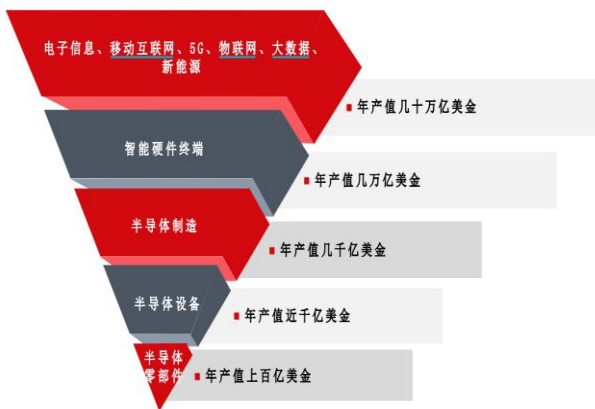 电子信息、移动互联网、5G、物联网、大数据、
新能源
■ 年产值几十万亿美金
智能硬件终端
■ 年产值几万亿美金
半导体制造
■ 年产值几千亿美金
半导体设备
■ 年产值近千亿美金
半导体
零部件
■ 年产值上百亿美金